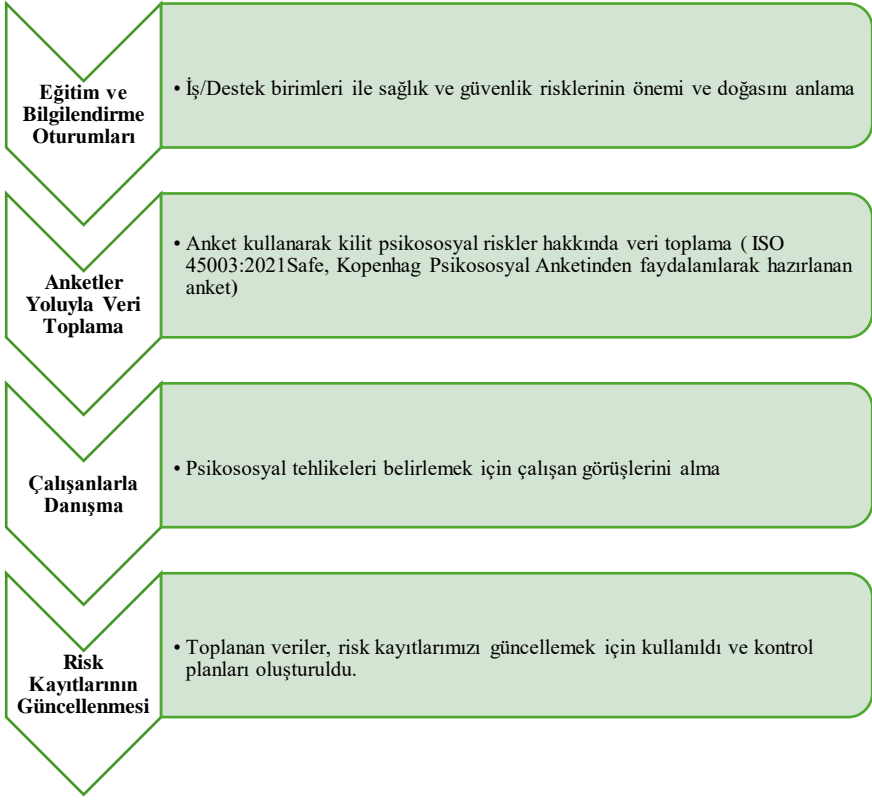 Eğitim ve
Bilgilendirme
Oturumları
• İş/Destek birimleri ile sağlık ve güvenlik risklerinin önemi ve doğasını anlama
Anketler
Yoluyla Veri
Toplama
• Anket kullanarak kilit psikososyal riskler hakkında veri toplama ( ISO
45003:2021Safe, Kopenhag Psikososyal Anketinden faydalanılarak hazırlanan
anket)
Çalışanlarla
Danışma
• Psikososyal tehlikeleri belirlemek için çalışan görüşlerini alma
Risk
Kayıtlarının
Güncellenmesi
• Toplanan veriler, risk kayıtlarımızı güncellemek için kullanıldı ve kontrol
planları oluşturuldu.